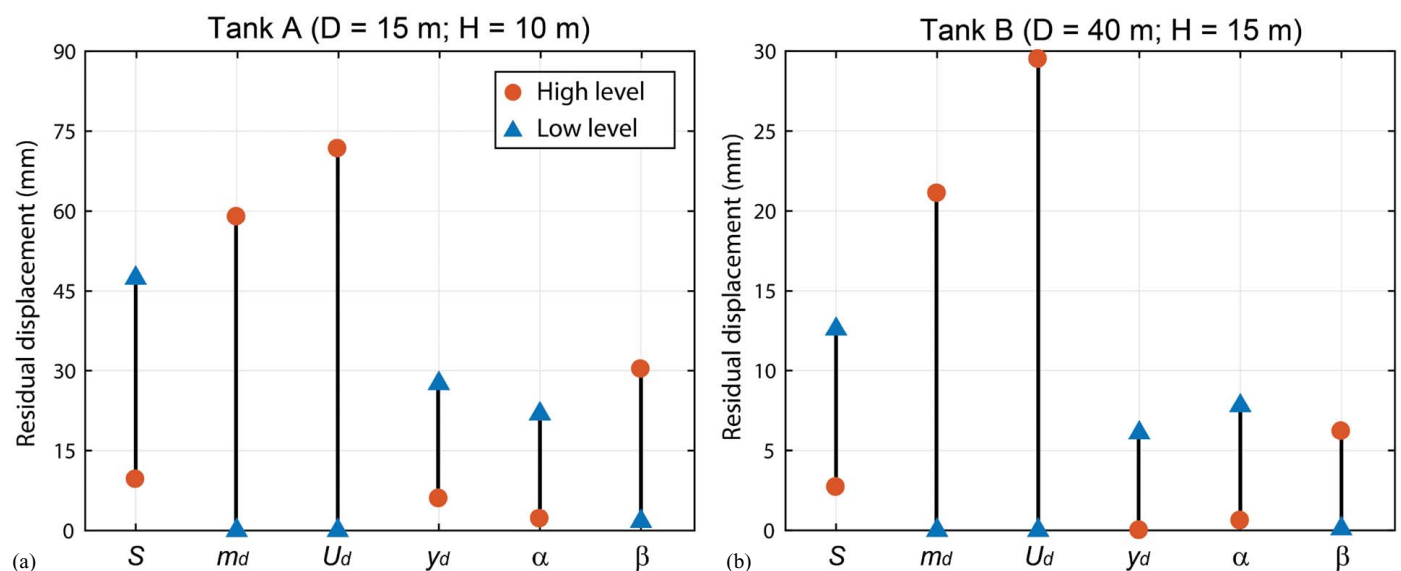 Tank A (D = 15 m; H = 10 m)
90
75
60
45
30
15
0
Residual displacement (mm)
High level
Low level
S
md
Ud
yd
α
β
(a)
Tank B (D = 40 m; H = 15 m)
30
25
20
15
10
5
0
Residual displacement (mm)
S
md
Ud
yd
α
β
(b)